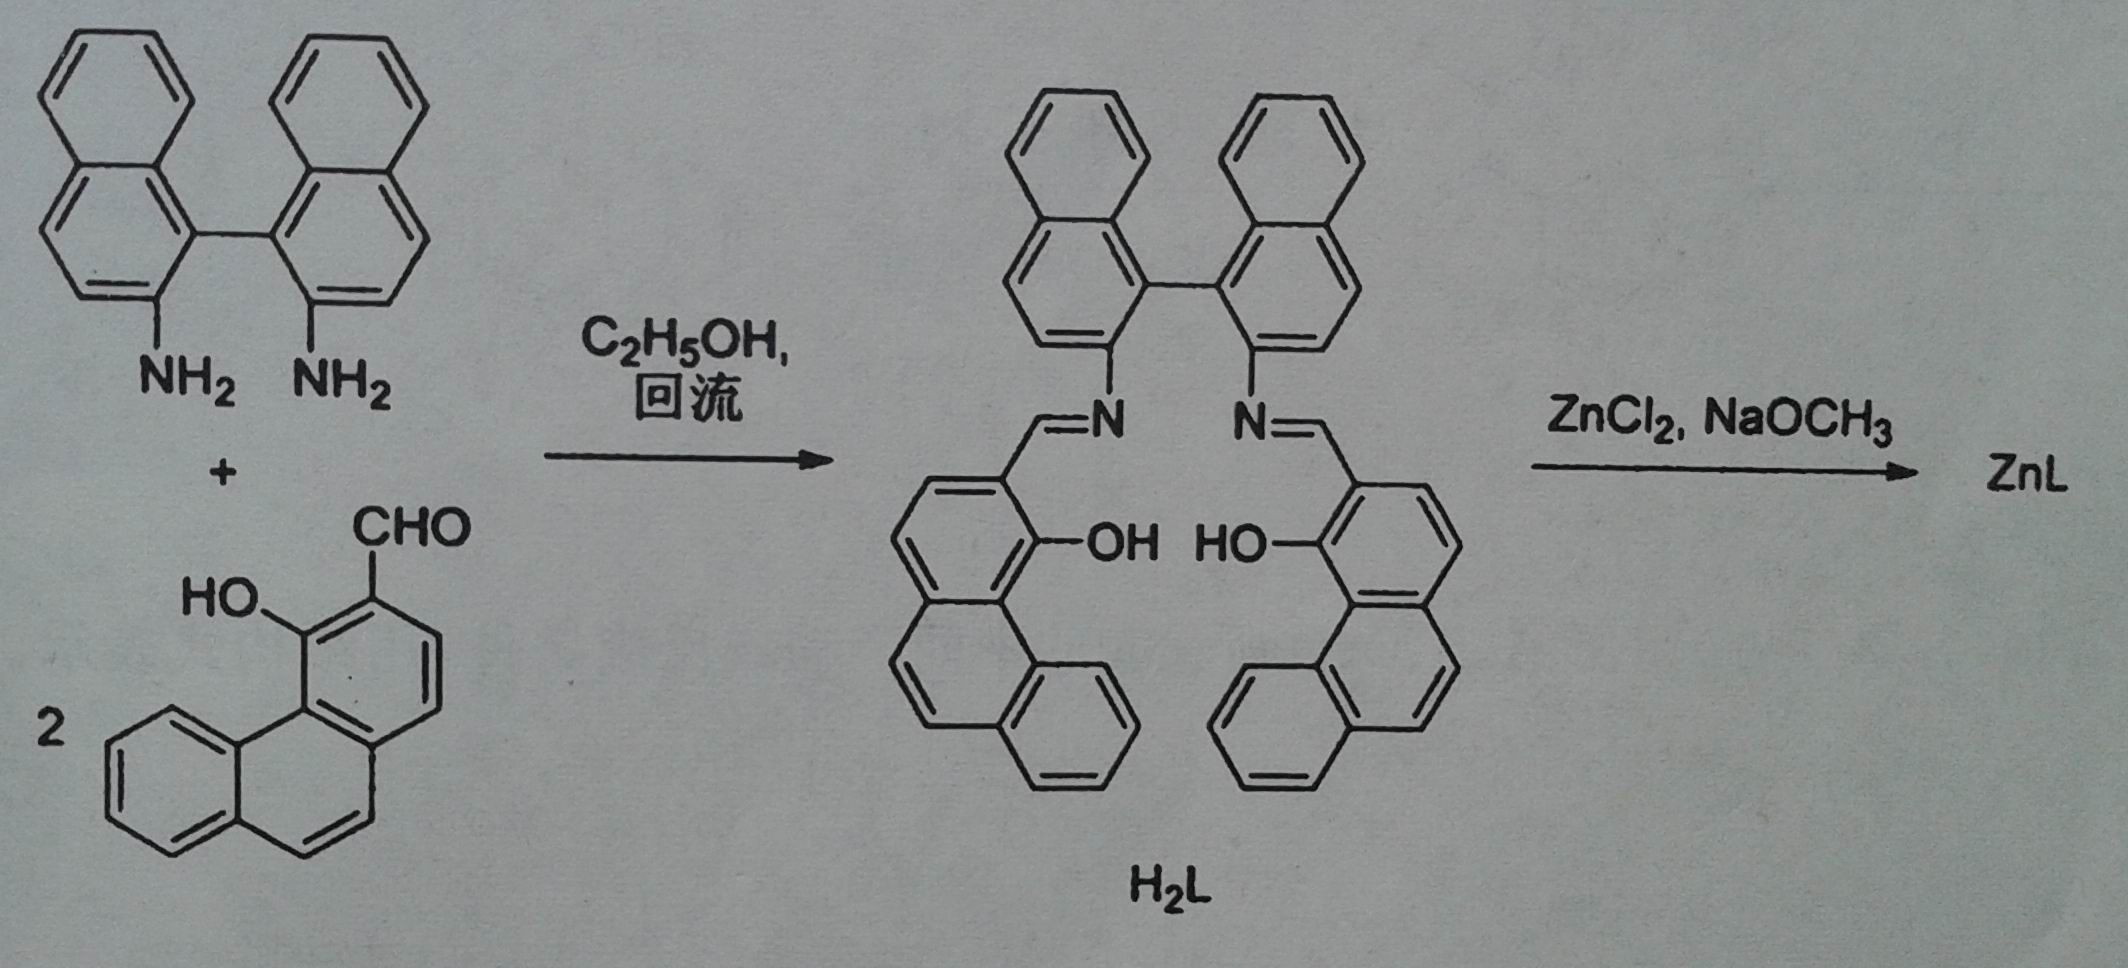 NH₂ NH₂
+
CHO
HO
2
C₂H₅OH,
回流
N N
OH HO
H₂L
ZnCl₂, NaOCH₃
ZnL